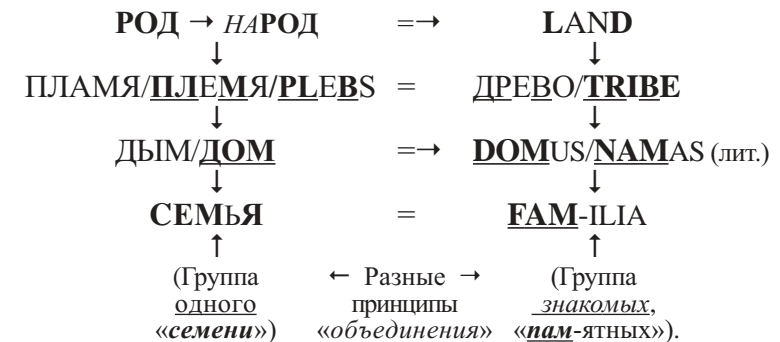 РОД → НАРОД =→ LAND
↓ ↓
ПЛАМЯ/ПЛЕМЯ/PLEBS = ДРЕВО/TRIBE
↓ ↓
ДЫМ/ДОМ =→ DOMUS/NAMAS (лит.)
↓ ↓
СЕМЬЯ = FAM-ILIA
↑ ↑
(Группа ← Разные → (Группа
одного принципы знакомых,
«семени») «объединения» «пам-ятных»).